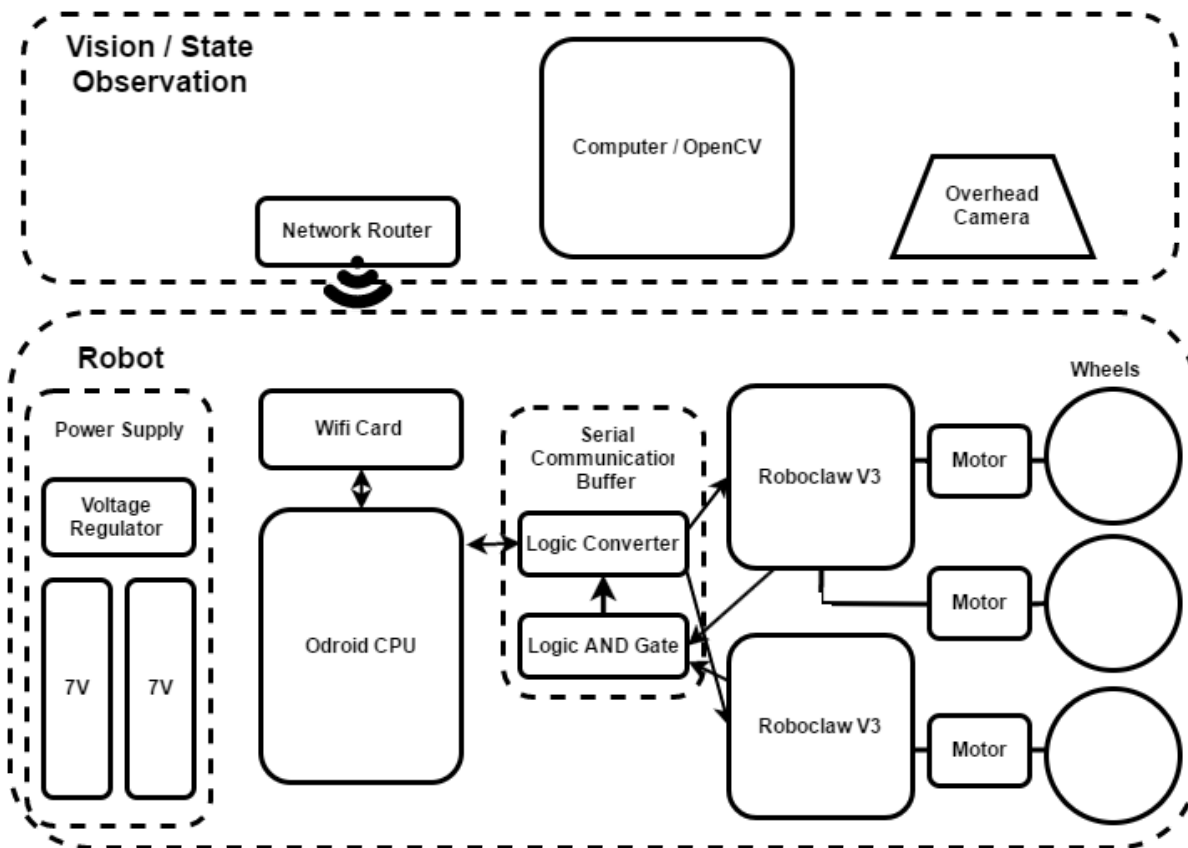 Vision / State
Observation
Computer / OpenCV
Overhead
Camera
Network Router
Robot
Wheels
Power Supply
Wifi Card
Serial
Communication
Buffer
Roboclaw V3
Motor
Voltage
Regulator
Logic Converter
Motor
Odroid CPU
Logic AND Gate
7V
7V
Roboclaw V3
Motor